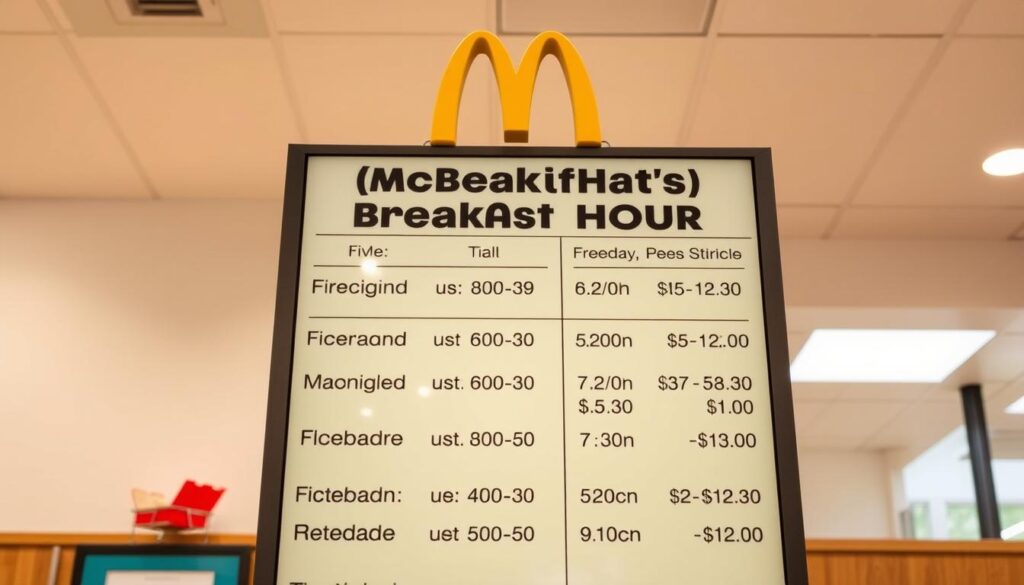 (McBeakifHat's)
BreakAst HOUR
FiVe: Tiall Freeday, Pees Stiricle
Firecigind us: 800-39 6.2/0h $15-12.30
Ficeraand ust 600-30 5.200n $5-12.00
Maonigled ust. 600-30 7.2/0n $37-58.30
$.5.30 $1.00
Flcebadre ust. 800-50 7:30n -$13.00
Fictebadn: ue: 400-30 520cn $2-$12.30
Retedade uet 500-50 9.10cn -$12.00